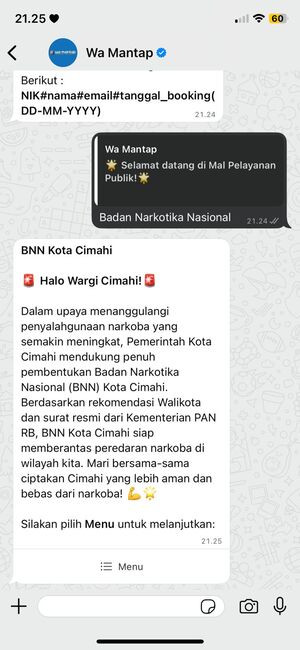 21.25
Wa Mantap
Berikut :
NIK#nama#email#tanggal_booking(
DD-MM-YYYY)
21.24
Wa Mantap
🌟 Selamat datang di Mal Pelayanan
Publik!🌟
Badan Narkotika Nasional
21.24
BNN Kota Cimahi
🚨 Halo Wargi Cimahi!🚨
Dalam upaya menanggulangi
penyalahgunaan narkoba yang
semakin meningkat, Pemerintah Kota
Cimahi mendukung penuh
pembentukan Badan Narkotika
Nasional (BNN) Kota Cimahi.
Berdasarkan rekomendasi Walikota
dan surat resmi dari Kementerian PAN
RB, BNN Kota Cimahi siap
memberantas peredaran narkoba di
wilayah kita. Mari bersama-sama
ciptakan Cimahi yang lebih aman dan
bebas dari narkoba! 💪🌟
Silakan pilih Menu untuk melanjutkan:
21.25
Menu